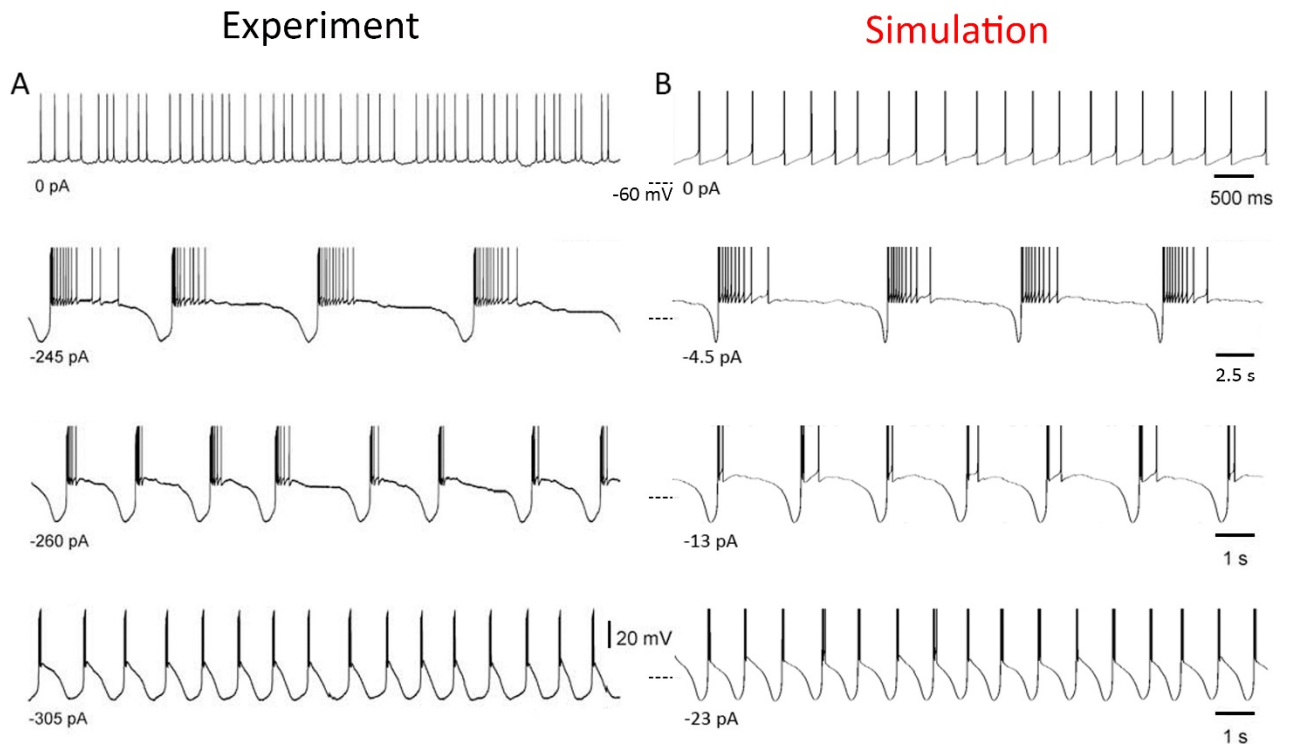 Experiment
Simulation
A
B
0 pA
-60 mV
0 pA
500 ms
-245 pA
-4.5 pA
2.5 s
-260 pA
-13 pA
1 s
20 mV
-305 pA
-23 pA
1 s